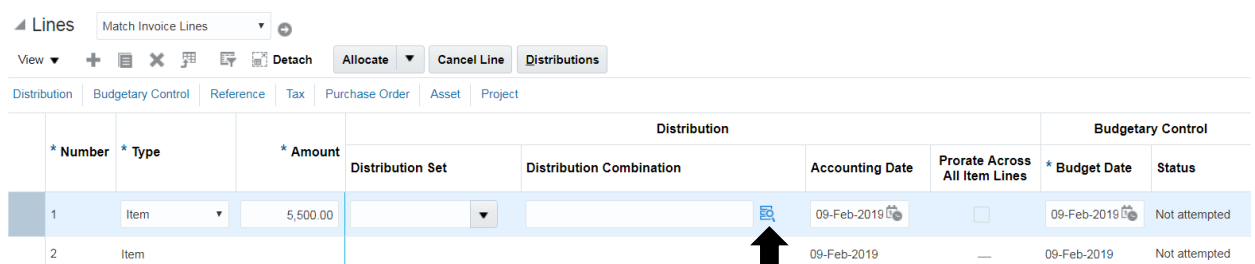 Lines Match Invoice Lines
View Detach Allocate Cancel Line Distributions
Distribution Budgetary Control Reference Tax Purchase Order Asset Project
Distribution Budgetary Control
* Number * Type * Amount Distribution Set Distribution Combination Accounting Date Prorate Across All Item Lines * Budget Date Status
1 Item 5,500.00 09-Feb-2019 09-Feb-2019 Not attempted
2 Item 09-Feb-2019 — 09-Feb-2019 Not attempted